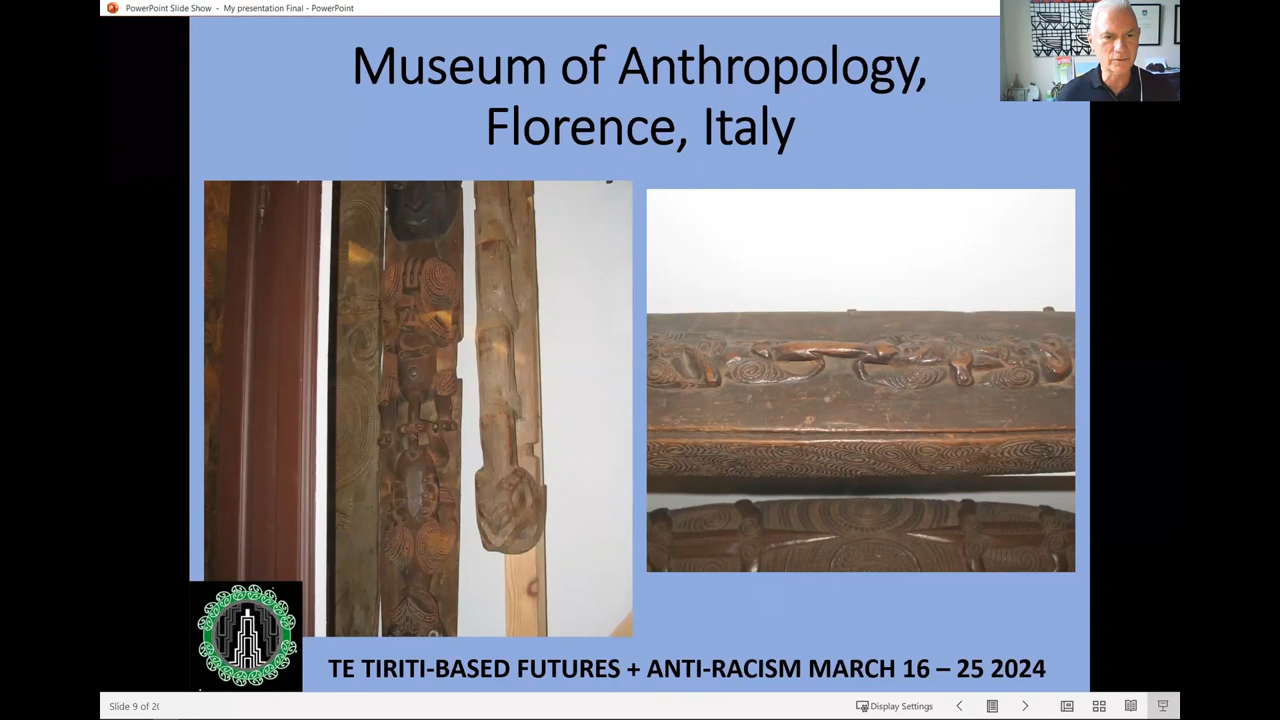 PowerPoint Slide Show - My presentation Final - PowerPoint
Museum of Anthropology,
Florence, Italy
TE TIRITI-BASED FUTURES + ANTI-RACISM MARCH 16 – 25 2024
Slide 9 of 20
Display Settings